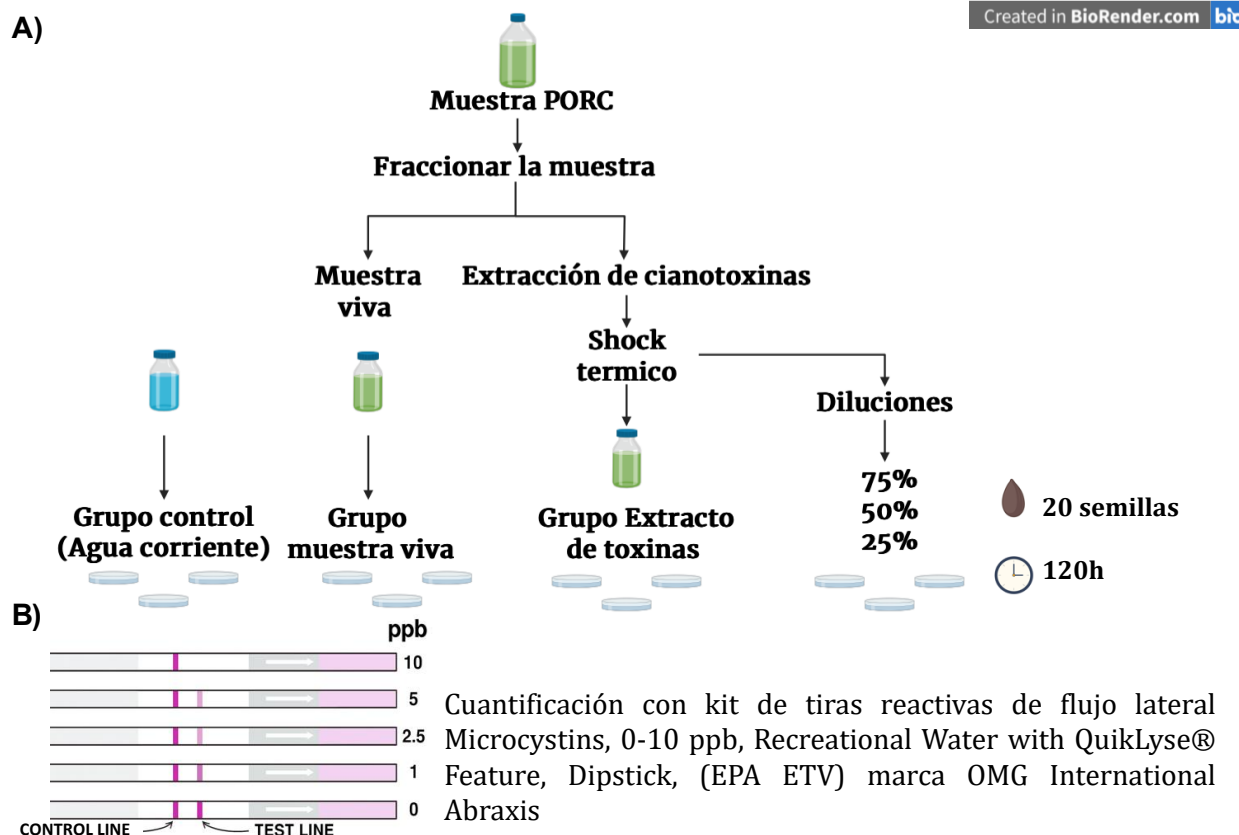 A)
Created in BioRender.com bio
Muestra PORC
Fraccionar la muestra
Muestra
viva
Extracción de cianotoxinas
Shock
termico
Diluciones
75%
50%
25%
Grupo control
(Agua corriente)
Grupo
muestra viva
Grupo Extracto
de toxinas
20 semillas
120h
B)
ppb
10
5
2.5
1
0
CONTROL LINE
TEST LINE
Cuantificación con kit de tiras reactivas de flujo lateral
Microcystins, 0-10 ppb, Recreational Water with QuikLyse®
Feature, Dipstick, (EPA ETV) marca OMG International
Abraxis